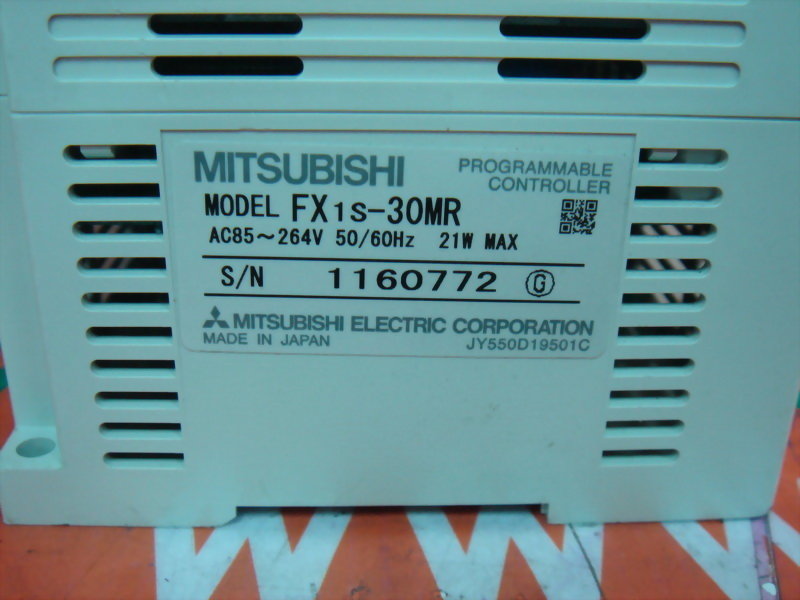 MITSUBISHI
PROGRAMMABLE
CONTROLLER
MODEL FX1S-30MR
AC85~264V 50/60Hz 21W MAX
S/N 1160772 G
MITSUBISHI ELECTRIC CORPORATION
MADE IN JAPAN JY550D19501C
WWW